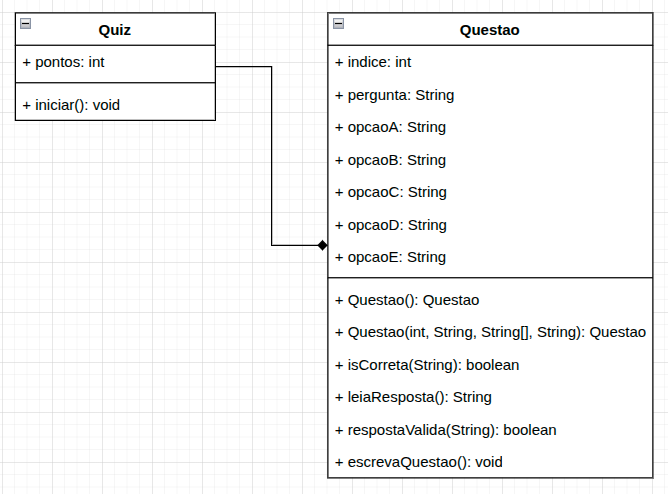 Quiz
+ pontos: int
+ iniciar(): void
Questao
+ indice: int
+ pergunta: String
+ opcaoA: String
+ opcaoB: String
+ opcaoC: String
+ opcaoD: String
+ opcaoE: String
+ Questao(): Questao
+ Questao(int, String, String[], String): Questao
+ isCorreta(String): boolean
+ leiaResposta(): String
+ respostaValida(String): boolean
+ escrevaQuestao(): void